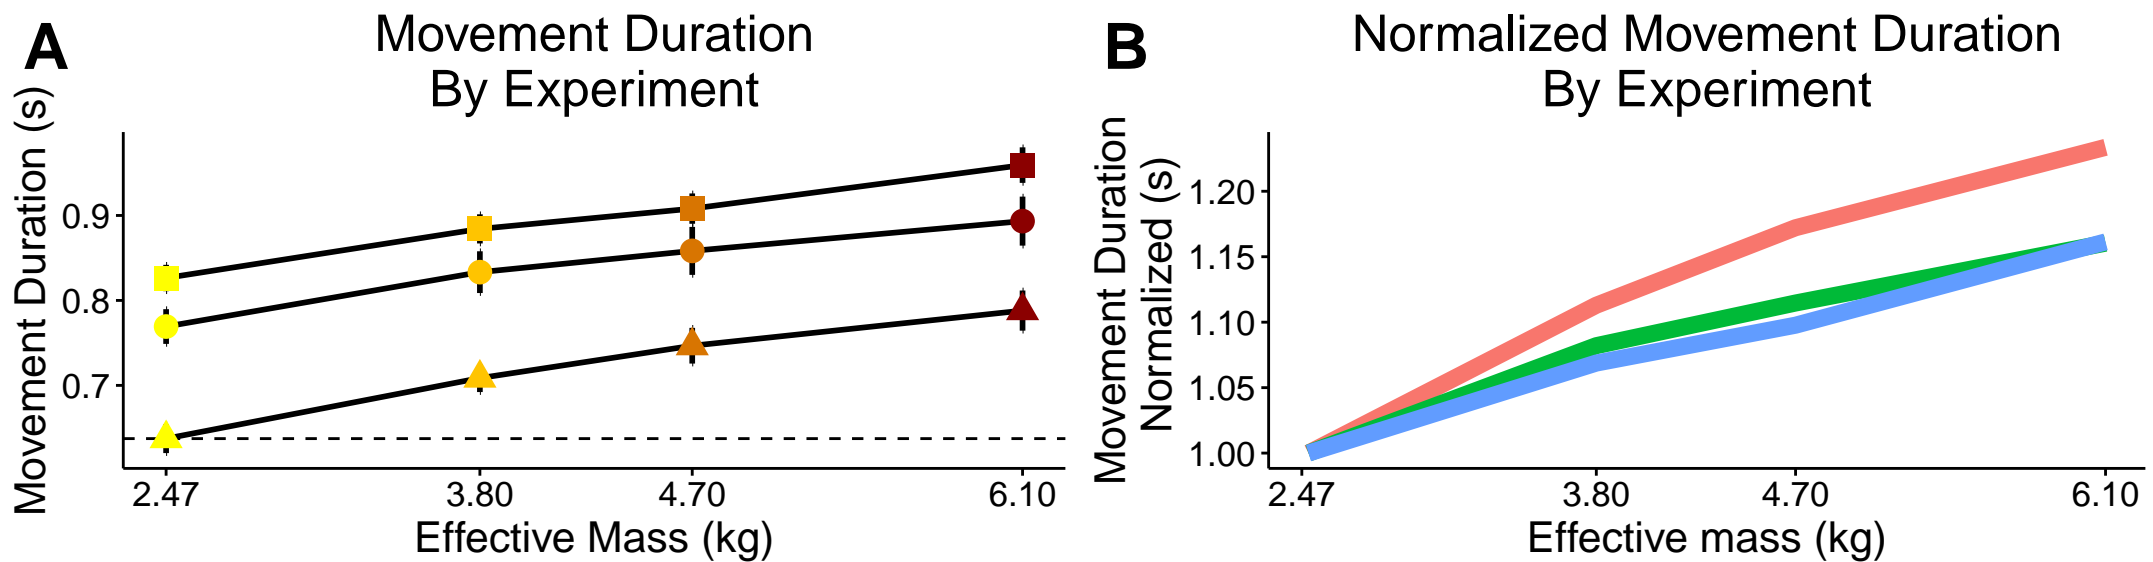 A
Movement Duration
By Experiment
Movement Duration (s)
0.9
0.8
0.7
2.47
3.80
4.70
6.10
Effective Mass (kg)
B
Normalized Movement Duration
By Experiment
Movement Duration
Normalized (s)
1.20
1.15
1.10
1.05
1.00
2.47
3.80
4.70
6.10
Effective mass (kg)